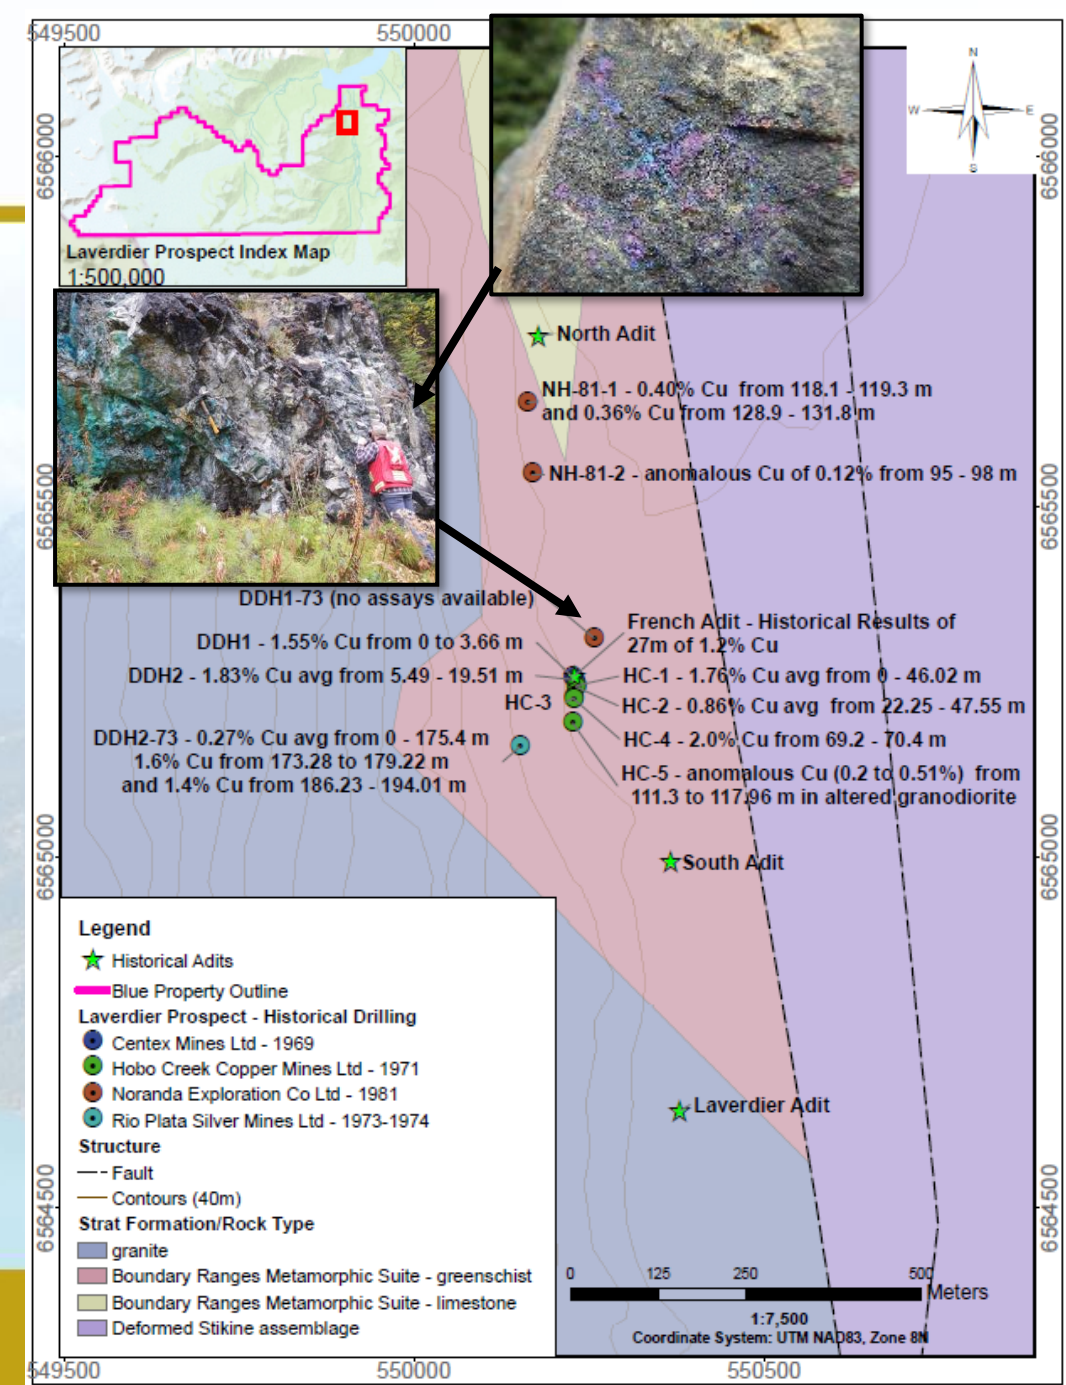 549500
550000
550500
6566000
6566000
N
W
E
S
Laverdier Prospect Index Map
1:500,000
North Adit
NH-81-1 - 0.40% Cu from 118.1 - 119.3 m
and 0.36% Cu from 128.9 - 131.8 m
NH-81-2 - anomalous Cu of 0.12% from 95 - 98 m
6565500
6565500
DDH1-73 (no assays available)
French Adit - Historical Results of
27m of 1.2% Cu
DDH1 - 1.55% Cu from 0 to 3.66 m
DDH2 - 1.83% Cu avg from 5.49 - 19.51 m
HC-1 - 1.76% Cu avg from 0 - 46.02 m
HC-3
HC-2 - 0.86% Cu avg from 22.25 - 47.55 m
HC-4 - 2.0% Cu from 69.2 - 70.4 m
DDH2-73 - 0.27% Cu avg from 0 - 175.4 m
1.6% Cu from 173.28 to 179.22 m
and 1.4% Cu from 186.23 - 194.01 m
HC-5 - anomalous Cu (0.2 to 0.51%) from
111.3 to 117.96 m in altered granodiorite
6565000
6565000
South Adit
Laverdier Adit
Legend
Historical Adits
Blue Property Outline
Laverdier Prospect - Historical Drilling
Centex Mines Ltd - 1969
Hobo Creek Copper Mines Ltd - 1971
Noranda Exploration Co Ltd - 1981
Rio Plata Silver Mines Ltd - 1973-1974
Structure
Fault
Contours (40m)
Strat Formation/Rock Type
granite
Boundary Ranges Metamorphic Suite - greenschist
Boundary Ranges Metamorphic Suite - limestone
Deformed Stikine assemblage
6564500
6564500
0 125 250 500
Meters
1:7,500
Coordinate System: UTM NAD83, Zone 8N
549500
550000
550500